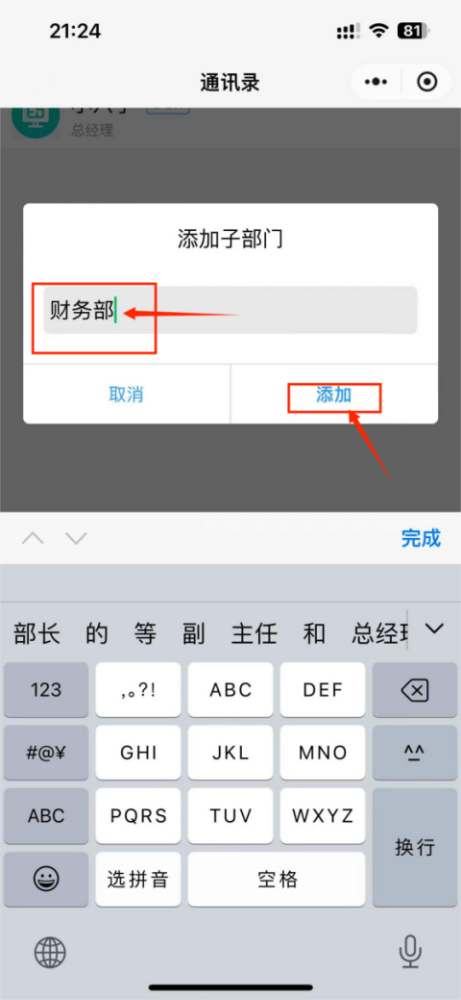 21:24
81
通讯录
总经理
添加子部门
财务部
取消
添加
完成
部长 的 等 副 主任 和
123 ,。?! ABC DEF
#@¥ GHI JKL MNO ^^
ABC PQRS TUV WXYZ
换行
选拼音 空格